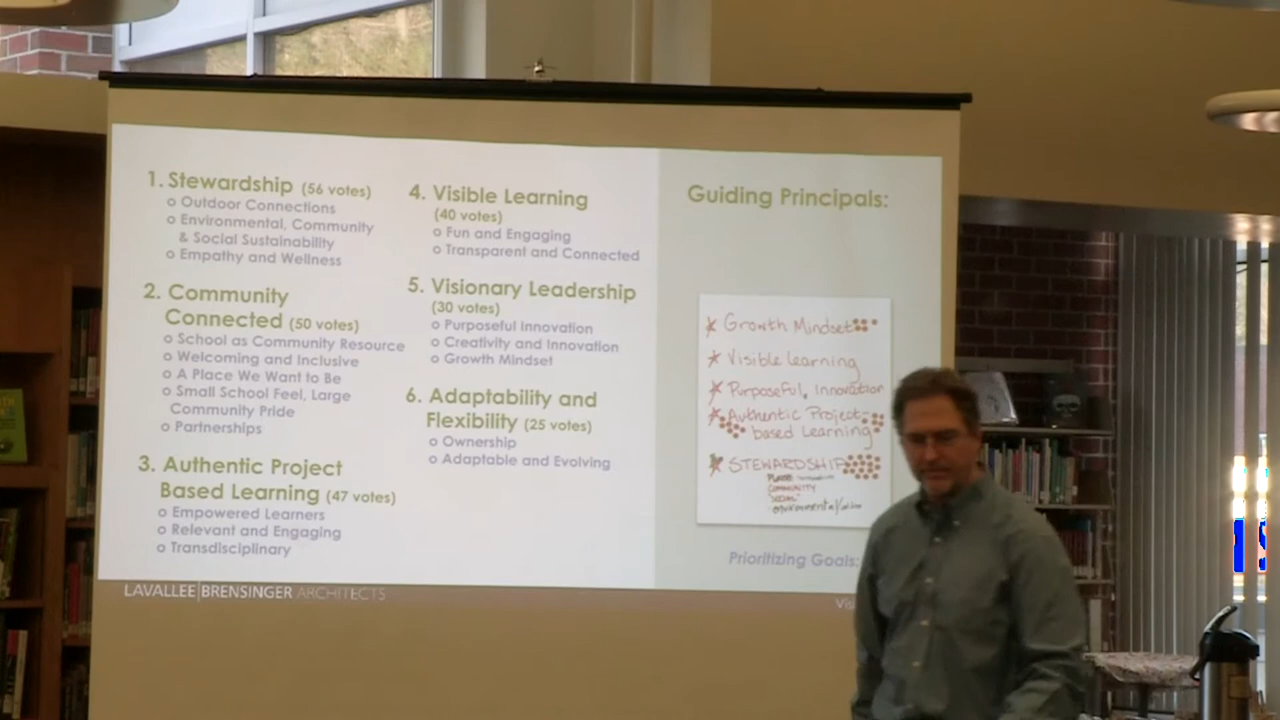 1. Stewardship (56 votes)
o Outdoor Connections
o Environmental, Community
& Social Sustainability
o Empathy and Wellness
2. Community
Connected (50 votes)
o School as Community Resource
o Welcoming and Inclusive
o A Place We Want to Be
o Small School Feel, Large
Community Pride
o Partnerships
3. Authentic Project
Based Learning (47 votes)
o Empowered Learners
o Relevant and Engaging
o Transdisciplinary
4. Visible Learning
(40 votes)
o Fun and Engaging
o Transparent and Connected
5. Visionary Leadership
(30 votes)
o Purposeful Innovation
o Creativity and Innovation
o Growth Mindset
6. Adaptability and
Flexibility (25 votes)
o Ownership
o Adaptable and Evolving
Guiding Principals:
Growth Mindset
Visible learning
Purposeful, Innovation
Authentic Project-
based Learning
STEWARDSHIP
COMMUNITY
Prioritizing Goals:
LAVALLEE|BRENSINGER ARCHITECTS